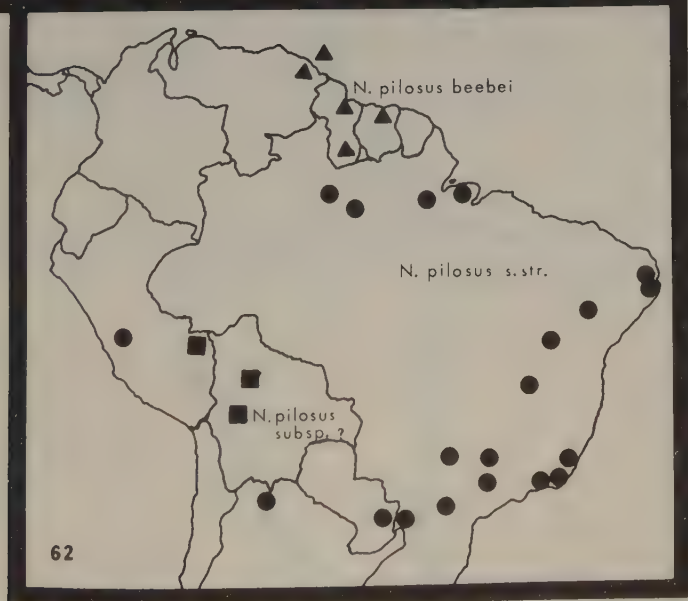 N. pilosus beebei
N. pilosus s. str.
N. pilosus
subsp. ?
62